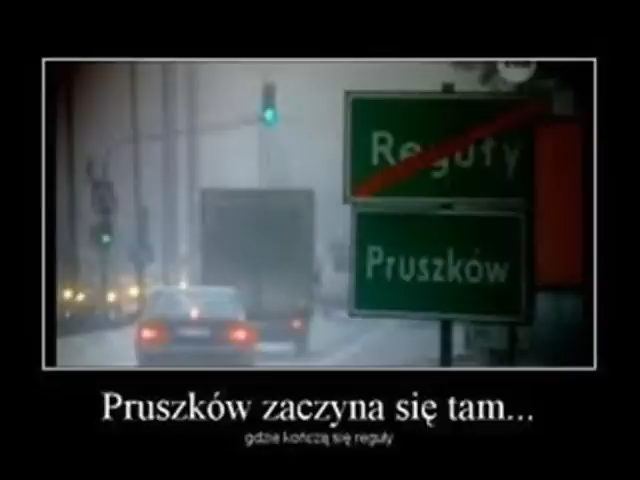 Reguły
Pruszków
Pruszków zaczyna się tam...
gdzie kończą się reguły